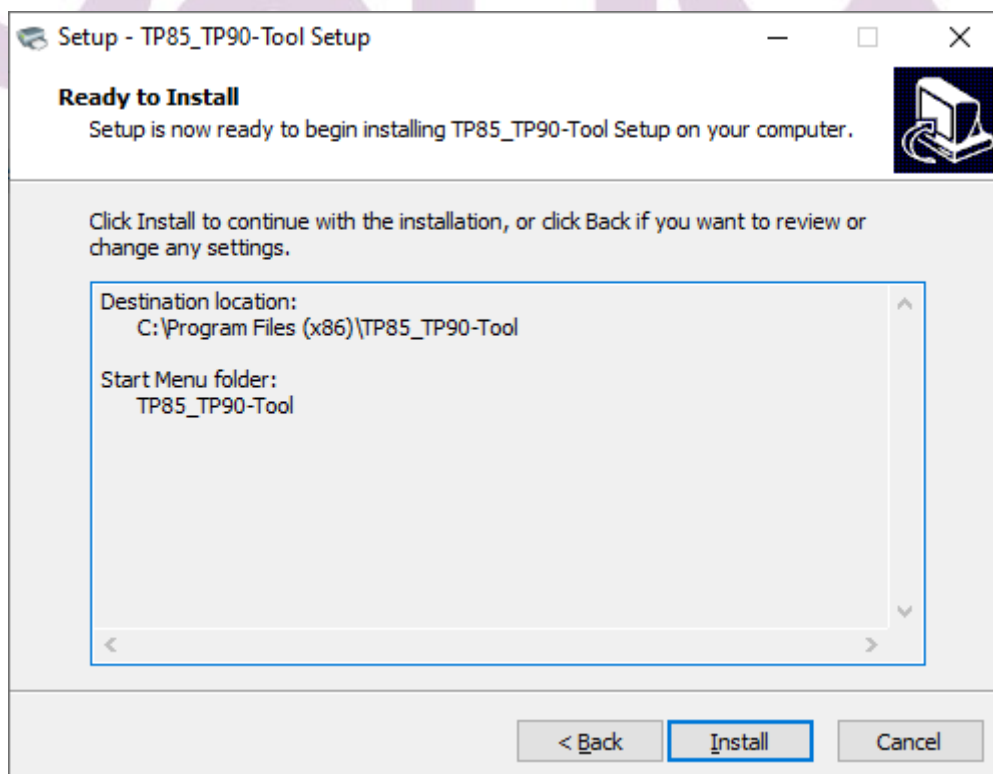 Setup - TP85_TP90-Tool Setup
Ready to Install
Setup is now ready to begin installing TP85_TP90-Tool Setup on your computer.
Click Install to continue with the installation, or click Back if you want to review or
change any settings.
Destination location:
C:\Program Files (x86)\TP85_TP90-Tool
Start Menu folder:
TP85_TP90-Tool
< Back
Install
Cancel